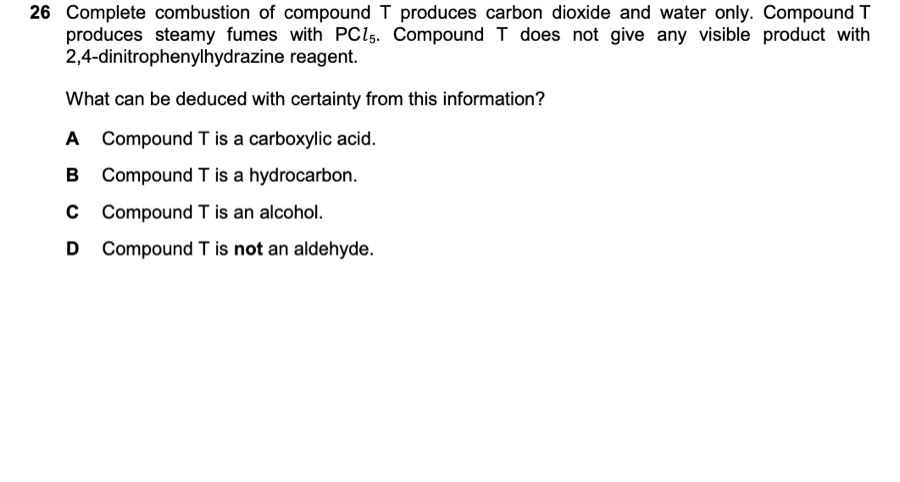 26 Complete combustion of compound T produces carbon dioxide and water only. Compound T
produces steamy fumes with PCl5. Compound T does not give any visible product with
2,4-dinitrophenylhydrazine reagent.
What can be deduced with certainty from this information?
A Compound T is a carboxylic acid.
B Compound T is a hydrocarbon.
C Compound T is an alcohol.
D Compound T is not an aldehyde.